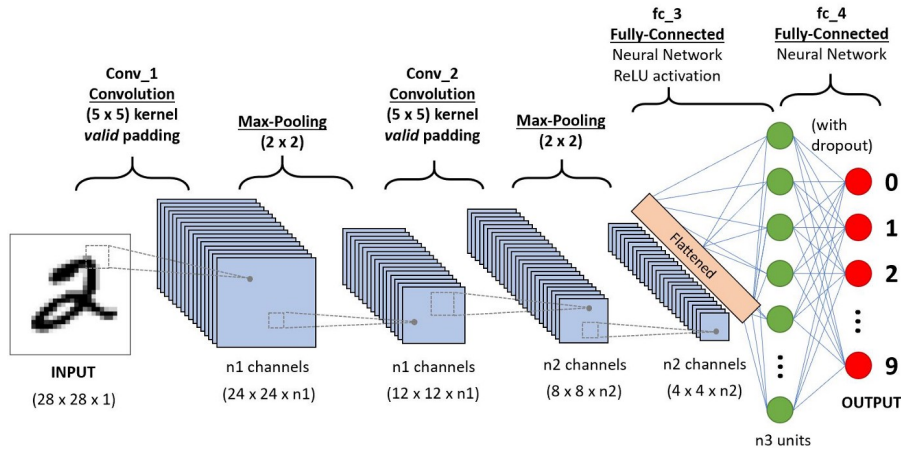 fc_3
Fully-Connected
Neural Network
ReLU activation
fc_4
Fully-Connected
Neural Network
Conv_1
Convolution
(5 x 5) kernel
valid padding
Max-Pooling
(2 x 2)
Conv_2
Convolution
(5 x 5) kernel
valid padding
Max-Pooling
(2 x 2)
(with
dropout)
Flattened
0
1
2
9
INPUT
(28 x 28 x 1)
n1 channels
(24 x 24 x n1)
n1 channels
(12 x 12 x n1)
n2 channels
(8 x 8 x n2)
n2 channels
(4 x 4 x n2)
OUTPUT
n3 units
2